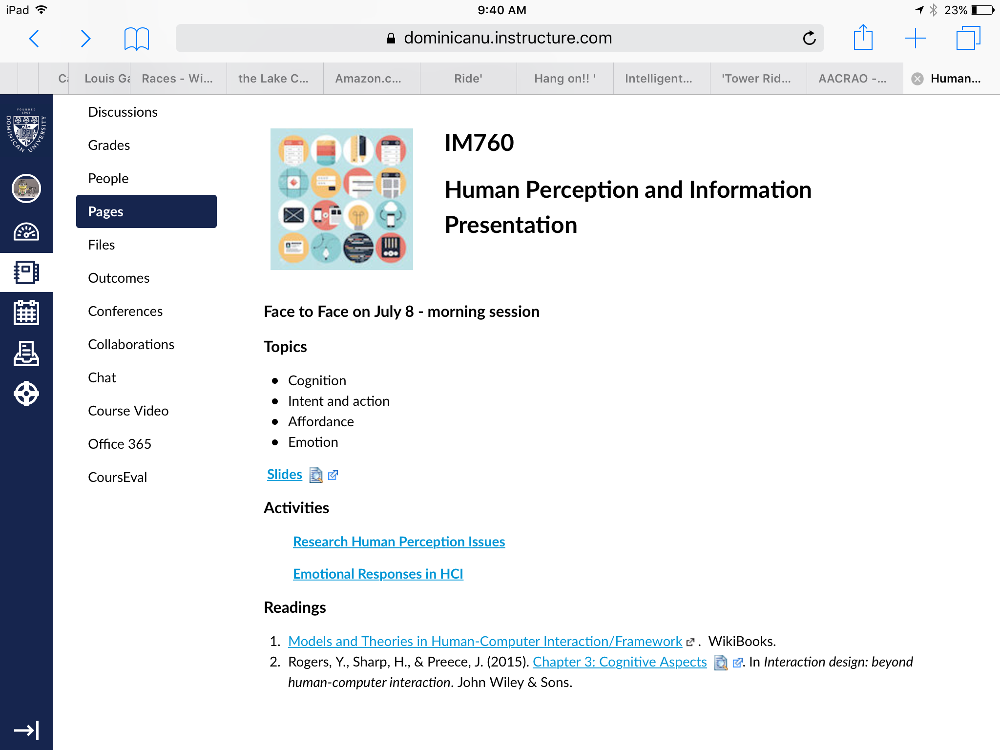 iPad 9:40 AM 23%
dominicanu.instructure.com
Louis Ga Races - Wi... the Lake C... Amazon.c... Ride' Hang on!! ' Intelligent... 'Tower Rid... AACRAO -... Human...
FOUNDED
1901
DOMINICAN UNIVERSITY
Discussions
Grades
People
Pages
Files
Outcomes
Conferences
Collaborations
Chat
Course Video
Office 365
CoursEval
IM760
Human Perception and Information
Presentation
Face to Face on July 8 - morning session
Topics
• Cognition
• Intent and action
• Affordance
• Emotion
Slides
Activities
Research Human Perception Issues
Emotional Responses in HCI
Readings
1. Models and Theories in Human-Computer Interaction/Framework . WikiBooks.
2. Rogers, Y., Sharp, H., & Preece, J. (2015). Chapter 3: Cognitive Aspects . In Interaction design: beyond
human-computer interaction. John Wiley & Sons.